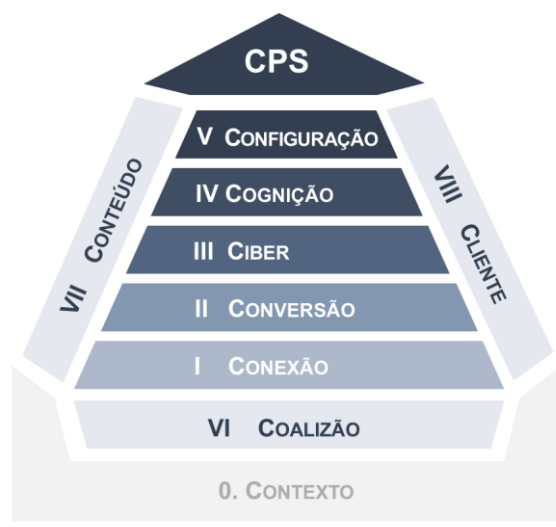 CPS
V CONFIGURAÇÃO
IV COGNIÇÃO
III CIBER
II CONVERSÃO
I CONEXÃO
VII CONTEÚDO
VIII CLIENTE
VI COALIZÃO
0. CONTEXTO